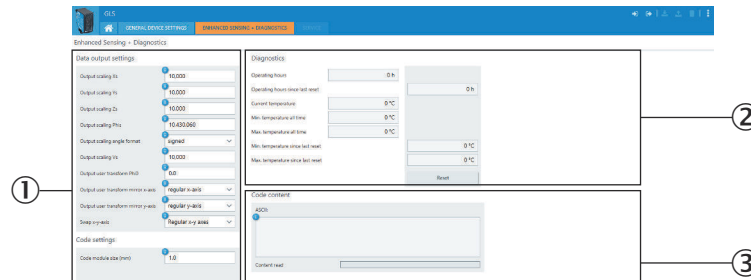 GLS
GENERAL DEVICE SETTINGS
ENHANCED SENSING + DIAGNOSTICS
Enhanced Sensing + Diagnostics
Data output settings
Output scaling Xs 10,000
Output scaling Ys 10,000
Output scaling Zs 10,000
Output scaling PHIz 10,430,060
Output scaling angle format signed
Output scaling Vs 10,000
Output user transform PhiO 0.0
Output user transform mirror x-axis regular x-axis
Output user transform mirror y-axis regular y-axis
Swap x-y-axis Regular x-y axes
Code settings
Code module size (mm) 1.0
①
Diagnostics
Operating hours 0 h
Operating hours since last reset 0 h
Current temperature 0 °C
Min. temperature all time 0 °C
Max. temperature all time 0 °C
Min. temperature since last reset 0 °C
Max. temperature since last reset 0 °C
Reset
②
Code content
ASCII
Content read
③